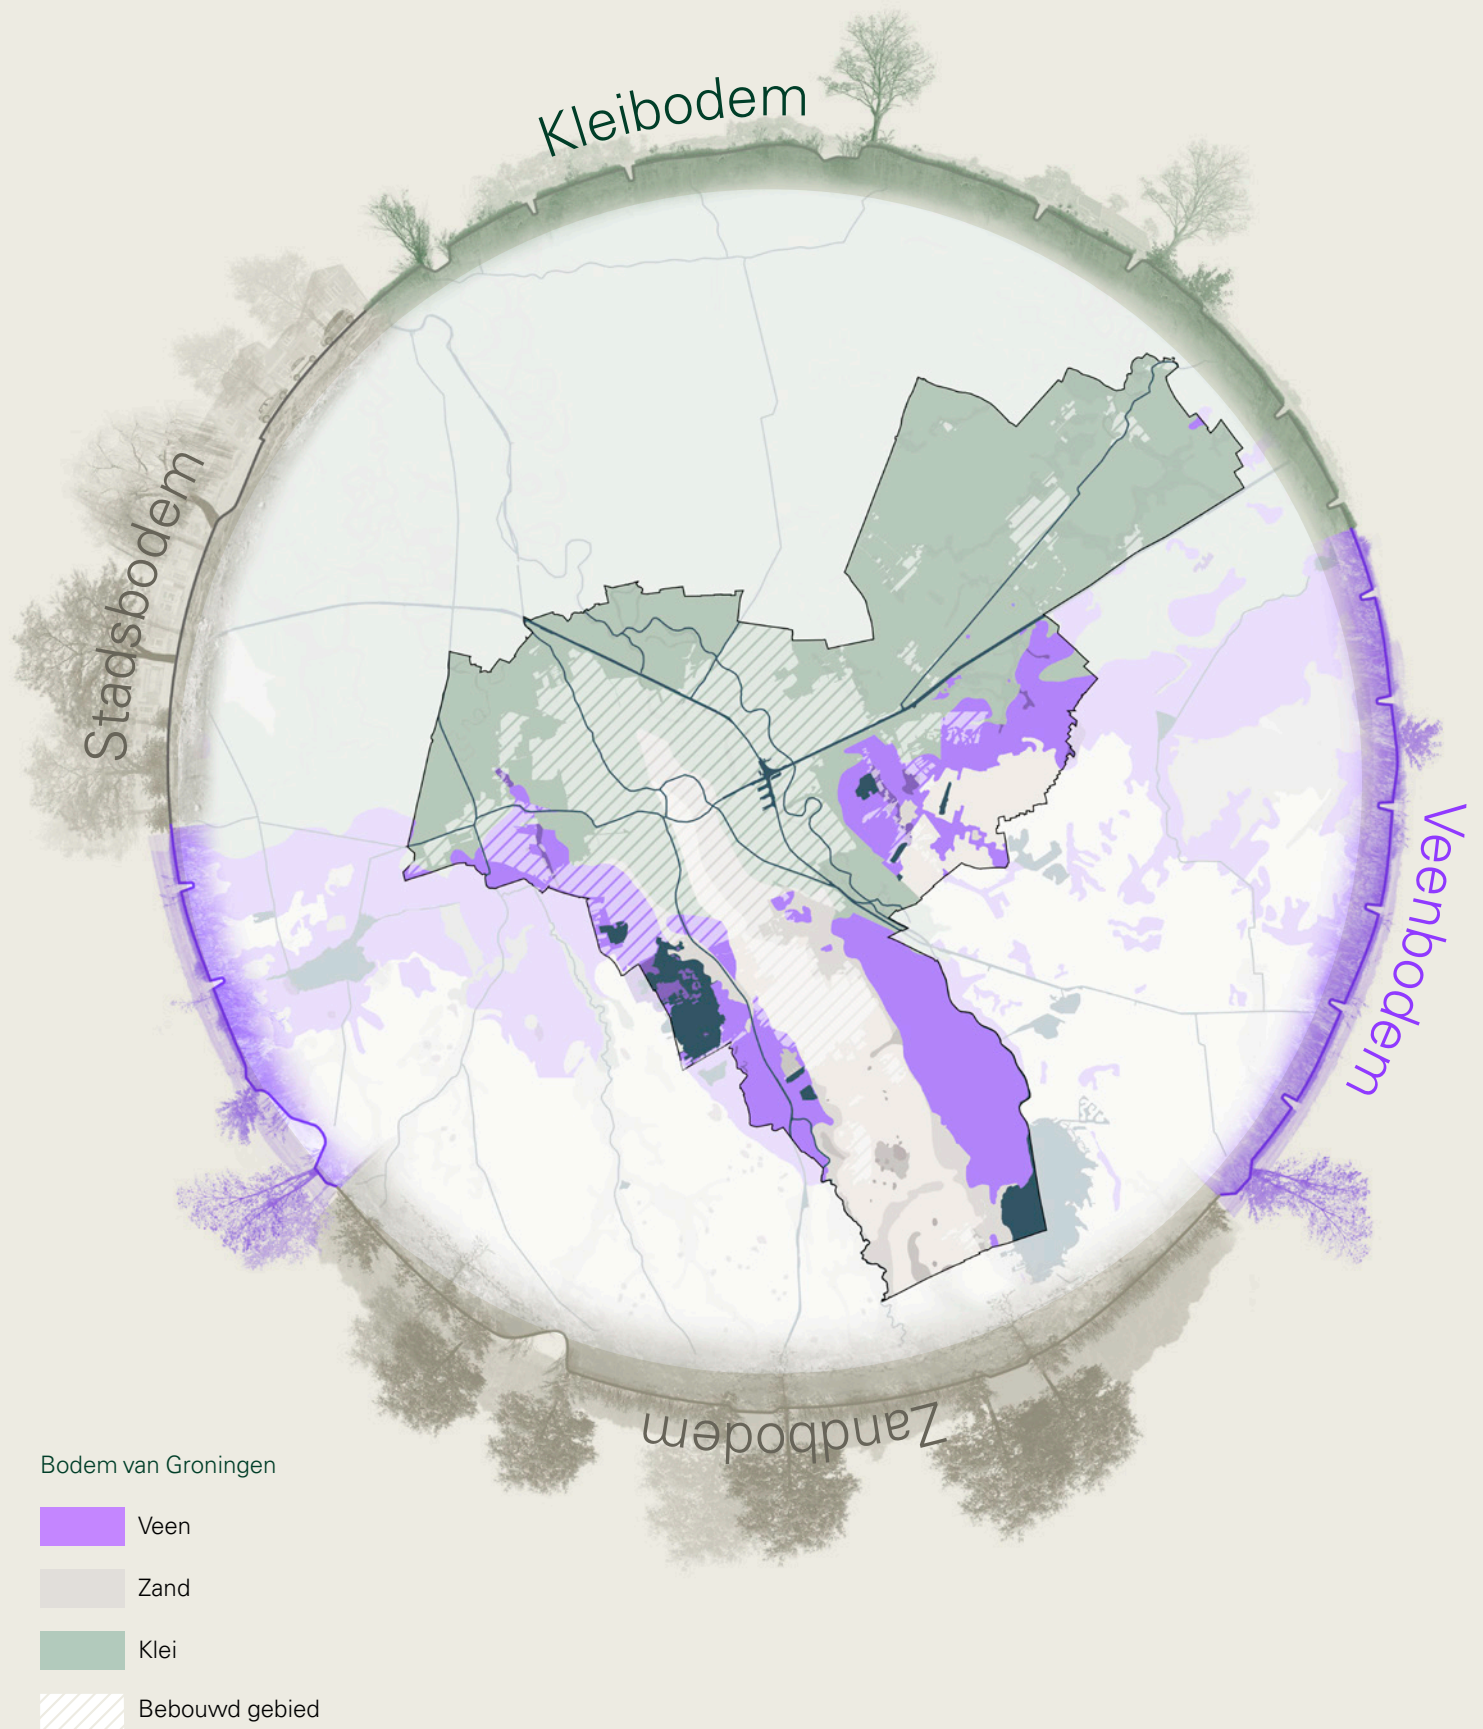 Kleibodem
Stadsbodem
Veenbodem
Zandbodem
Bodem van Groningen
Veen
Zand
Klei
Bebouwd gebied